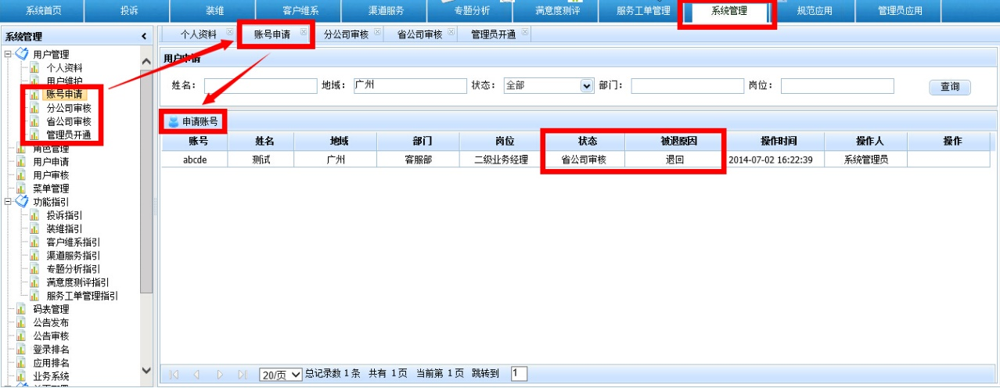 系统首页 投诉 装维 客户维系 渠道服务 专题分析 满意度测评 服务工单管理 系统管理 规范应用 管理员应用
系统管理
用户管理
个人资料
用户维护
账号申请
分公司审核
省公司审核
管理员开通
角色管理
用户申请
用户审核
菜单管理
功能指引
投诉指引
装维指引
客户维系指引
渠道服务指引
专题分析指引
满意度测评指引
服务工单管理指引
码表管理
公告发布
公告审核
登录排名
应用排名
业务系统
个人资料 账号申请 分公司审核 省公司审核 管理员开通
用户申请
姓名: 地域: 广州 状态: 全部 部门: 岗位: 查询
申请账号
账号 姓名 地域 部门 岗位 状态 被退原因 操作时间 操作人 操作
abcde 测试 广州 客服部 二级业务经理 省公司审核 退回 2014-07-02 16:22:39 系统管理员
20/页 总记录数 1 条 共有 1 页 当前第 1 页 跳转到 1